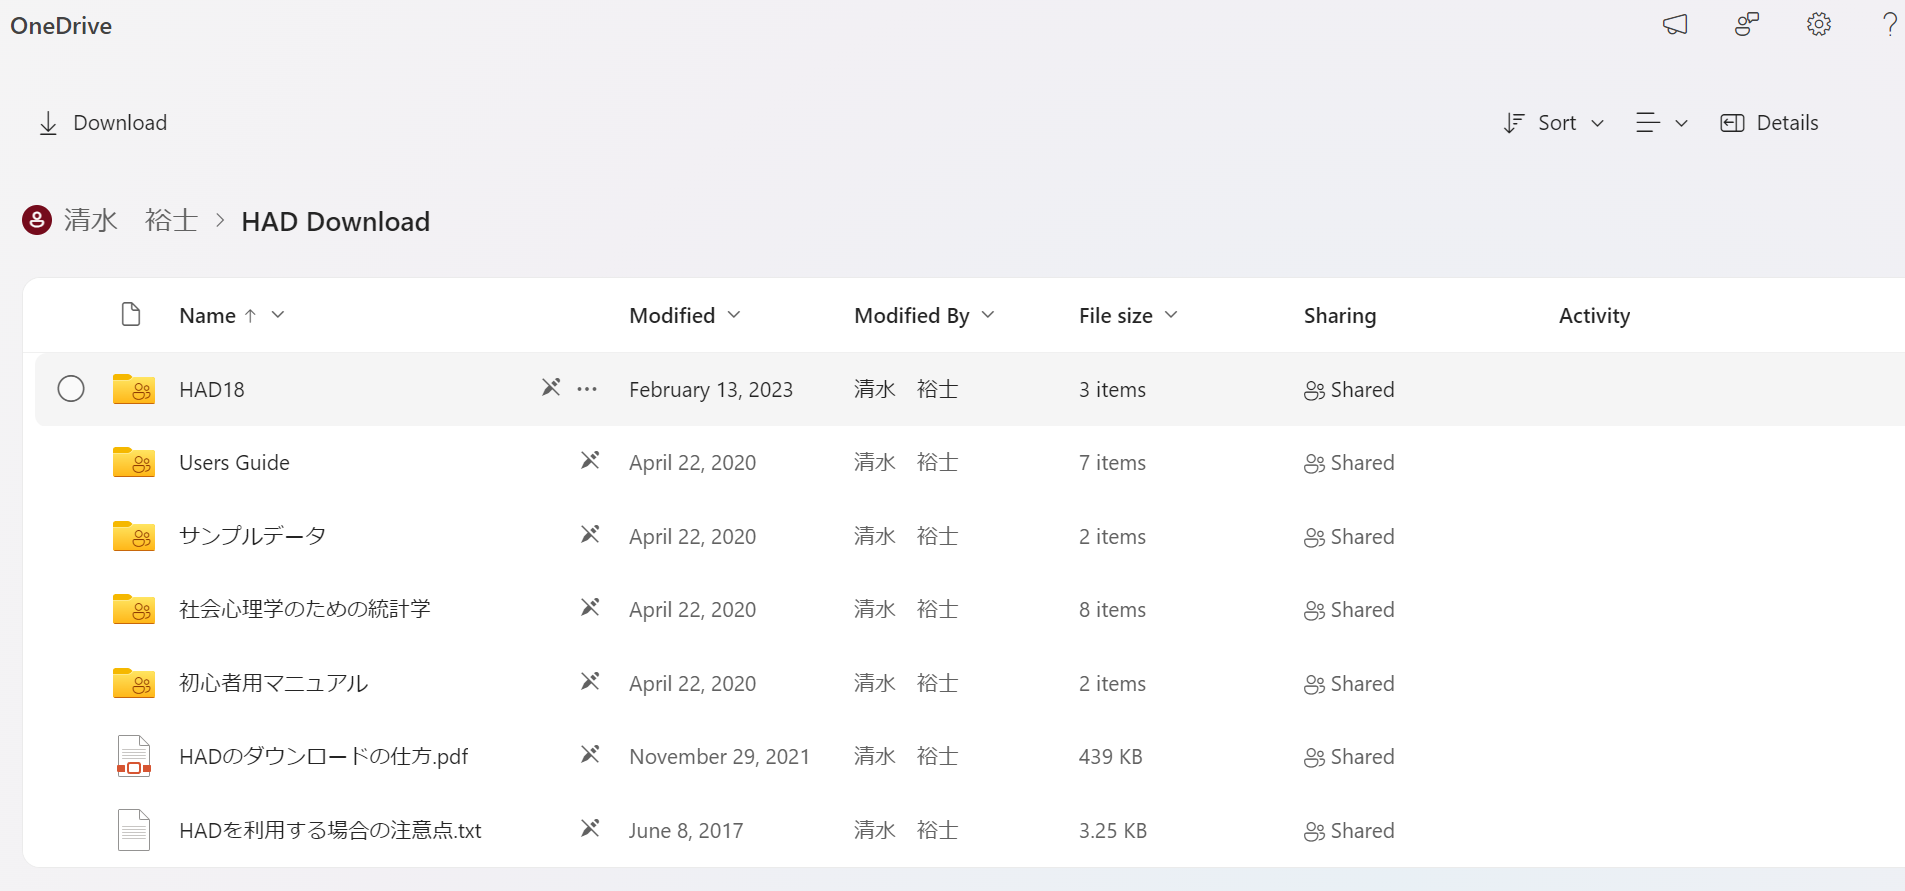 OneDrive
Download
Sort
Details
清水　裕士 > HAD Download
Name Modified Modified By File size Sharing Activity
HAD18 February 13, 2023 清水　裕士 3 items Shared
Users Guide April 22, 2020 清水　裕士 7 items Shared
サンプルデータ April 22, 2020 清水　裕士 2 items Shared
社会心理学のための統計学 April 22, 2020 清水　裕士 8 items Shared
初心者用マニュアル April 22, 2020 清水　裕士 2 items Shared
HADのダウンロードの仕方.pdf November 29, 2021 清水　裕士 439 KB Shared
HADを利用する場合の注意点.txt June 8, 2017 清水　裕士 3.25 KB Shared